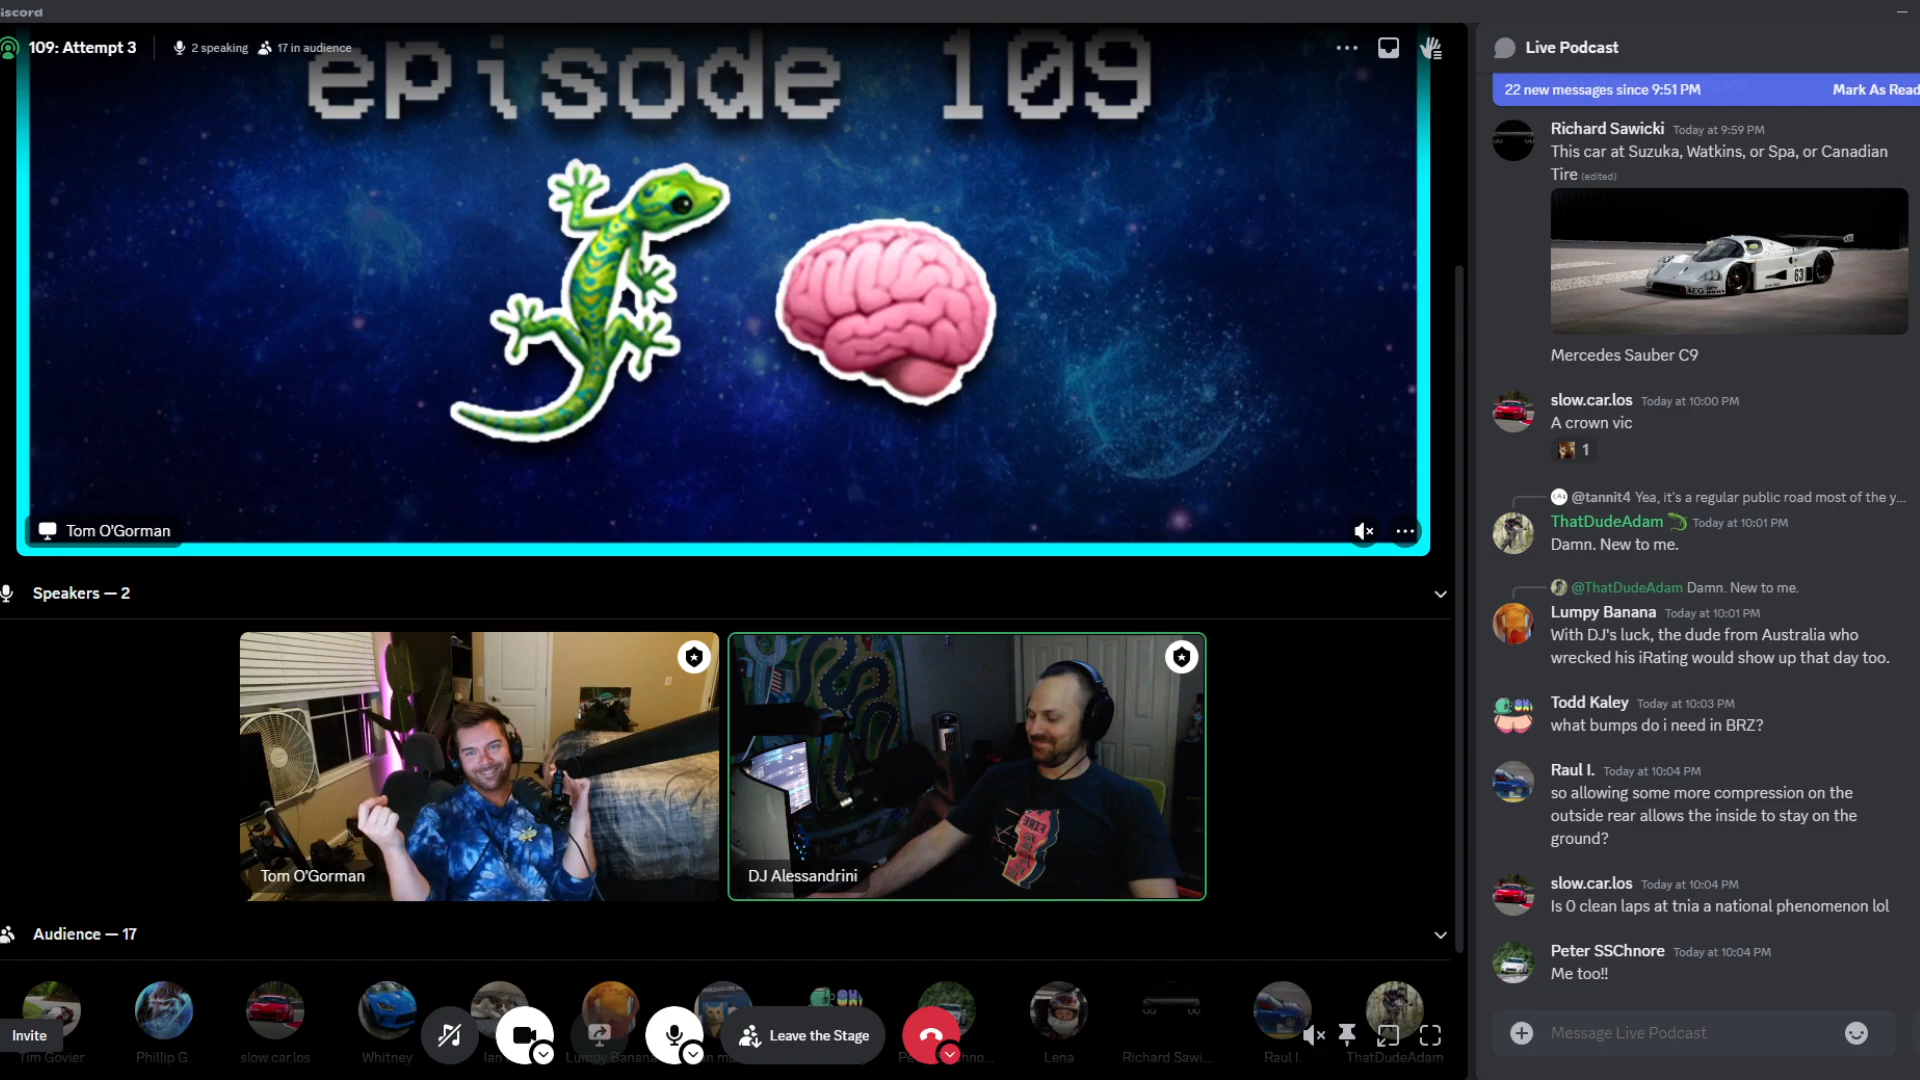 iscord
109: Attempt 3
2 speaking
17 in audience
episode 109
Tom O'Gorman
Speakers — 2
Tom O'Gorman
DJ Alessandrini
Audience — 17
Invite
Tim Govier
Phillip G.
slow.car.los
Whitney
Ian
Lumpy Banana
Leave the Stage
Lena
Richard Sawi...
Raul I.
ThatDudeAdam
Live Podcast
22 new messages since 9:51 PM
Mark As Read
Richard Sawicki Today at 9:59 PM
This car at Suzuka, Watkins, or Spa, or Canadian
Tire (edited)
63
AEG
Mercedes Sauber C9
slow.car.los Today at 10:00 PM
A crown vic
1
@tannit4 Yea, it's a regular public road most of the y...
ThatDudeAdam Today at 10:01 PM
Damn. New to me.
@ThatDudeAdam Damn. New to me.
Lumpy Banana Today at 10:01 PM
With DJ's luck, the dude from Australia who
wrecked his iRating would show up that day too.
Todd Kaley Today at 10:03 PM
what bumps do i need in BRZ?
Raul I. Today at 10:04 PM
so allowing some more compression on the
outside rear allows the inside to stay on the
ground?
slow.car.los Today at 10:04 PM
Is 0 clean laps at tnia a national phenomenon lol
Peter SSChnore Today at 10:04 PM
Me too!!
Message Live Podcast